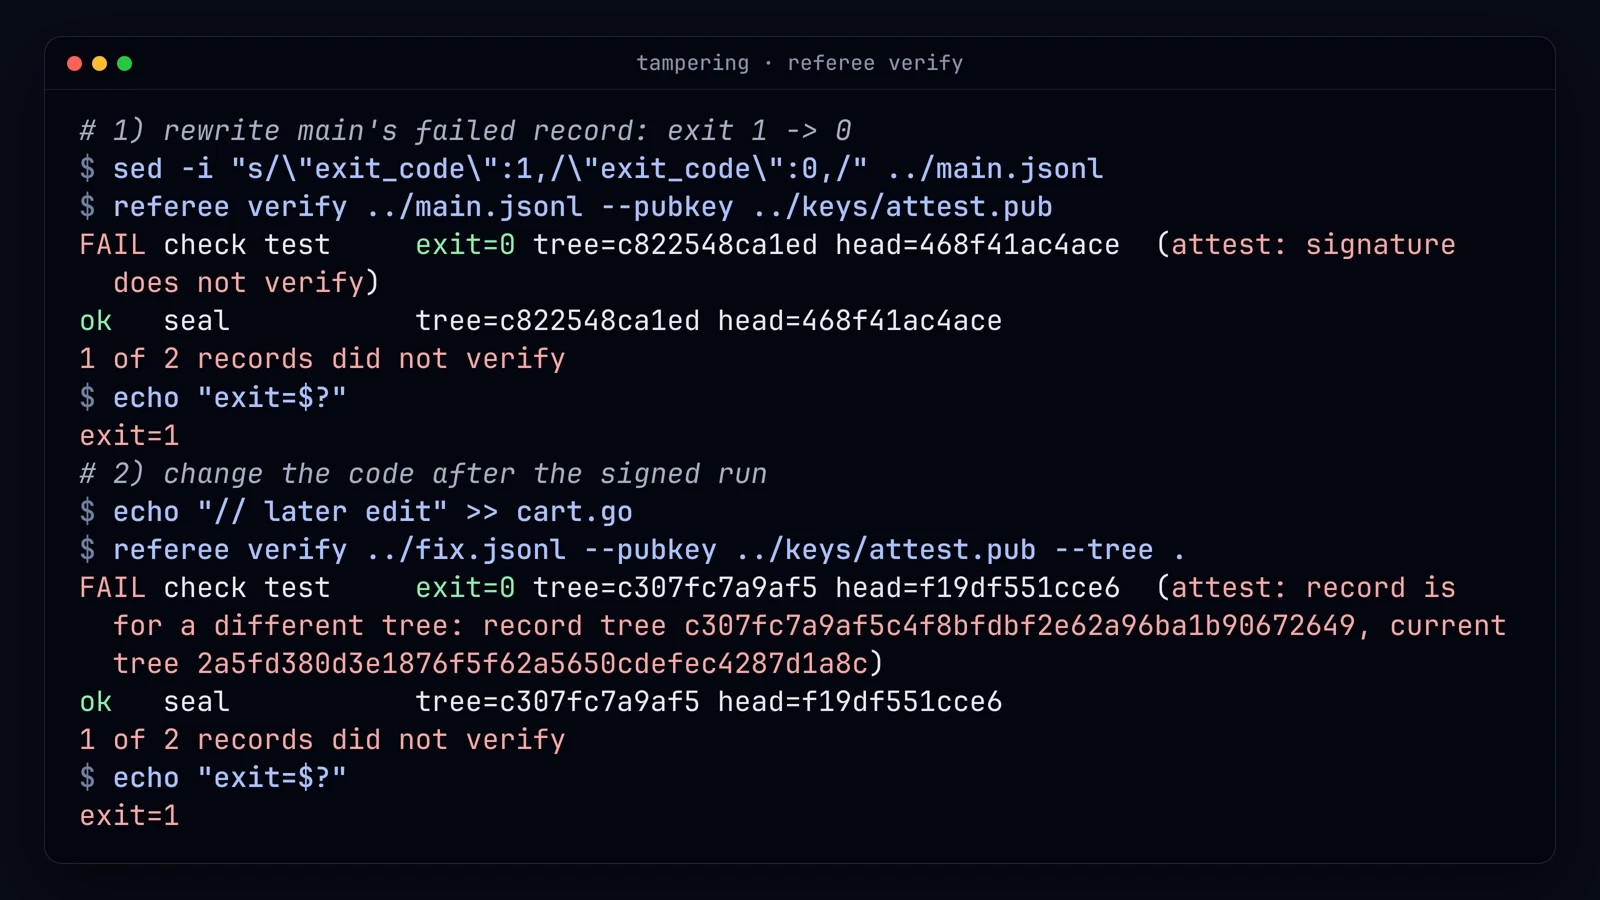 tampering · referee verify
# 1) rewrite main's failed record: exit 1 -> 0
$ sed -i "s/\"exit_code\":1,/\"exit_code\":0,/" ../main.jsonl
$ referee verify ../main.jsonl --pubkey ../keys/attest.pub
FAIL check test     exit=0 tree=c822548ca1ed head=468f41ac4ace  (attest: signature
  does not verify)
ok   seal           tree=c822548ca1ed head=468f41ac4ace
1 of 2 records did not verify
$ echo "exit=$?"
exit=1
# 2) change the code after the signed run
$ echo "// later edit" >> cart.go
$ referee verify ../fix.jsonl --pubkey ../keys/attest.pub --tree .
FAIL check test     exit=0 tree=c307fc7a9af5 head=f19df551cce6  (attest: record is
  for a different tree: record tree c307fc7a9af5c4f8bfdbf2e62a96ba1b90672649, current
  tree 2a5fd380d3e1876f5f62a5650cdefec4287d1a8c)
ok   seal           tree=c307fc7a9af5 head=f19df551cce6
1 of 2 records did not verify
$ echo "exit=$?"
exit=1